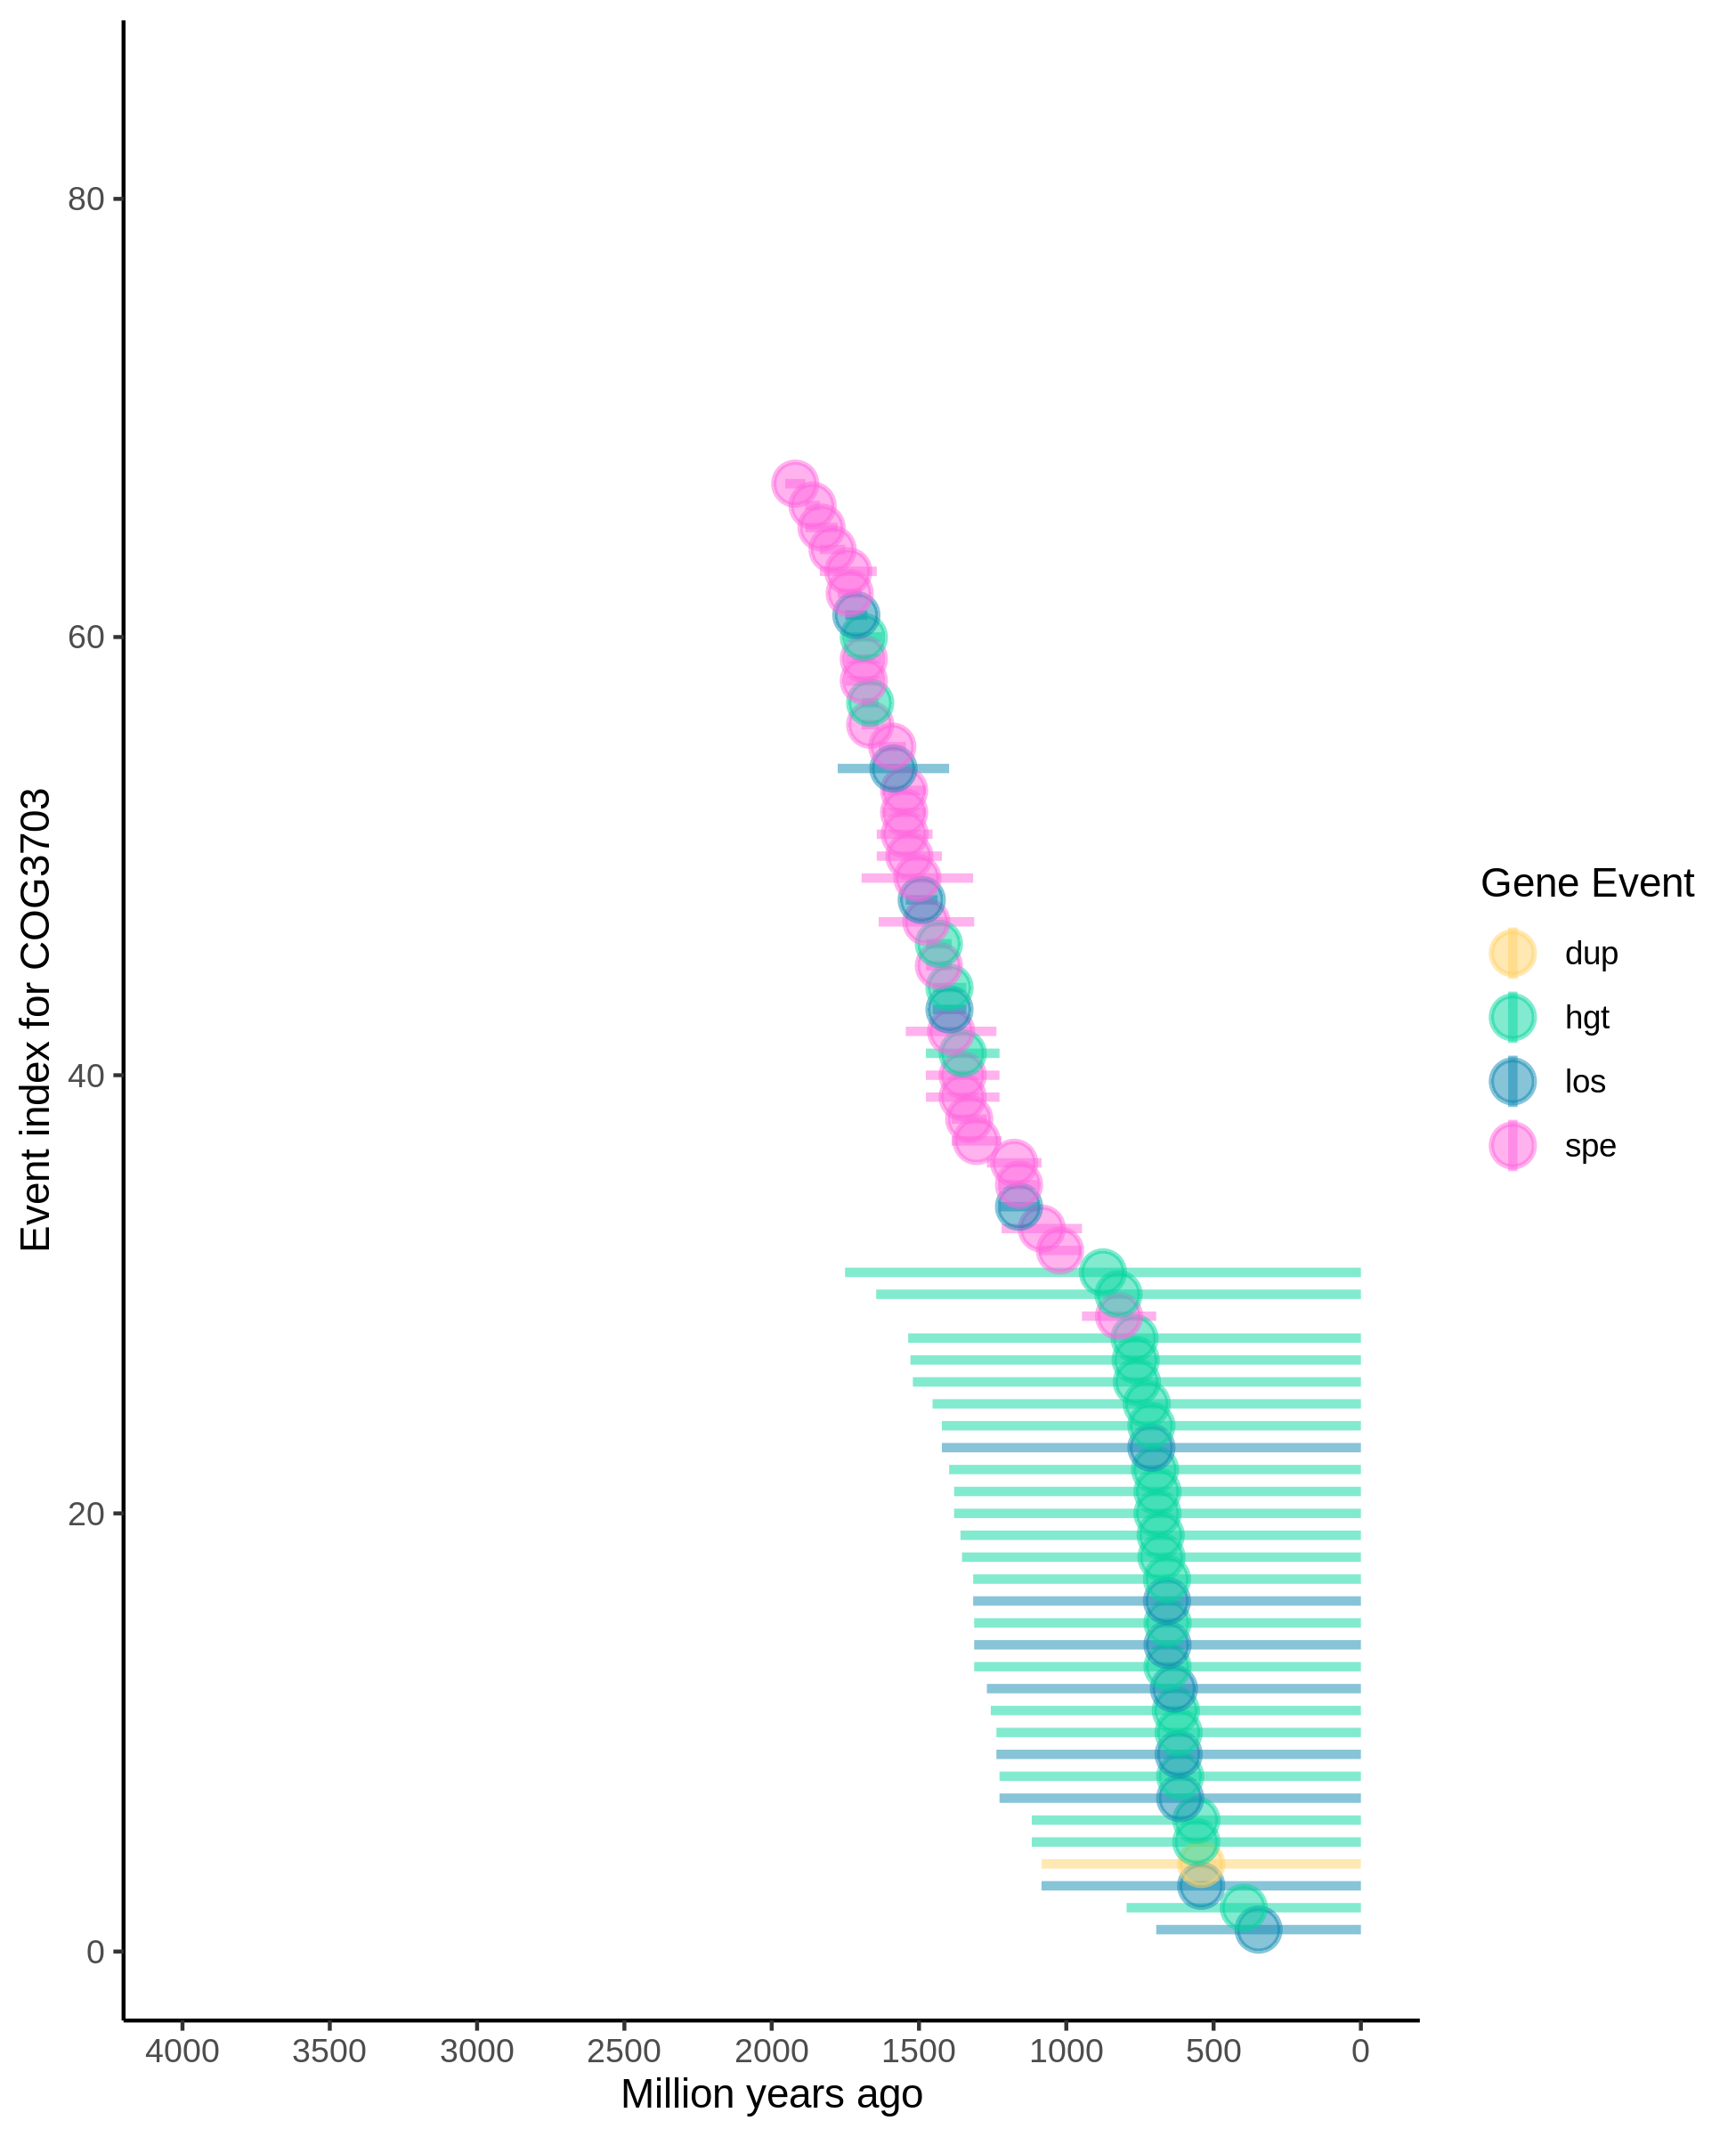 80
60
40
20
0
Event index for COG3703
4000 3500 3000 2500 2000 1500 1000 500 0
Million years ago
Gene Event
dup
hgt
los
spe